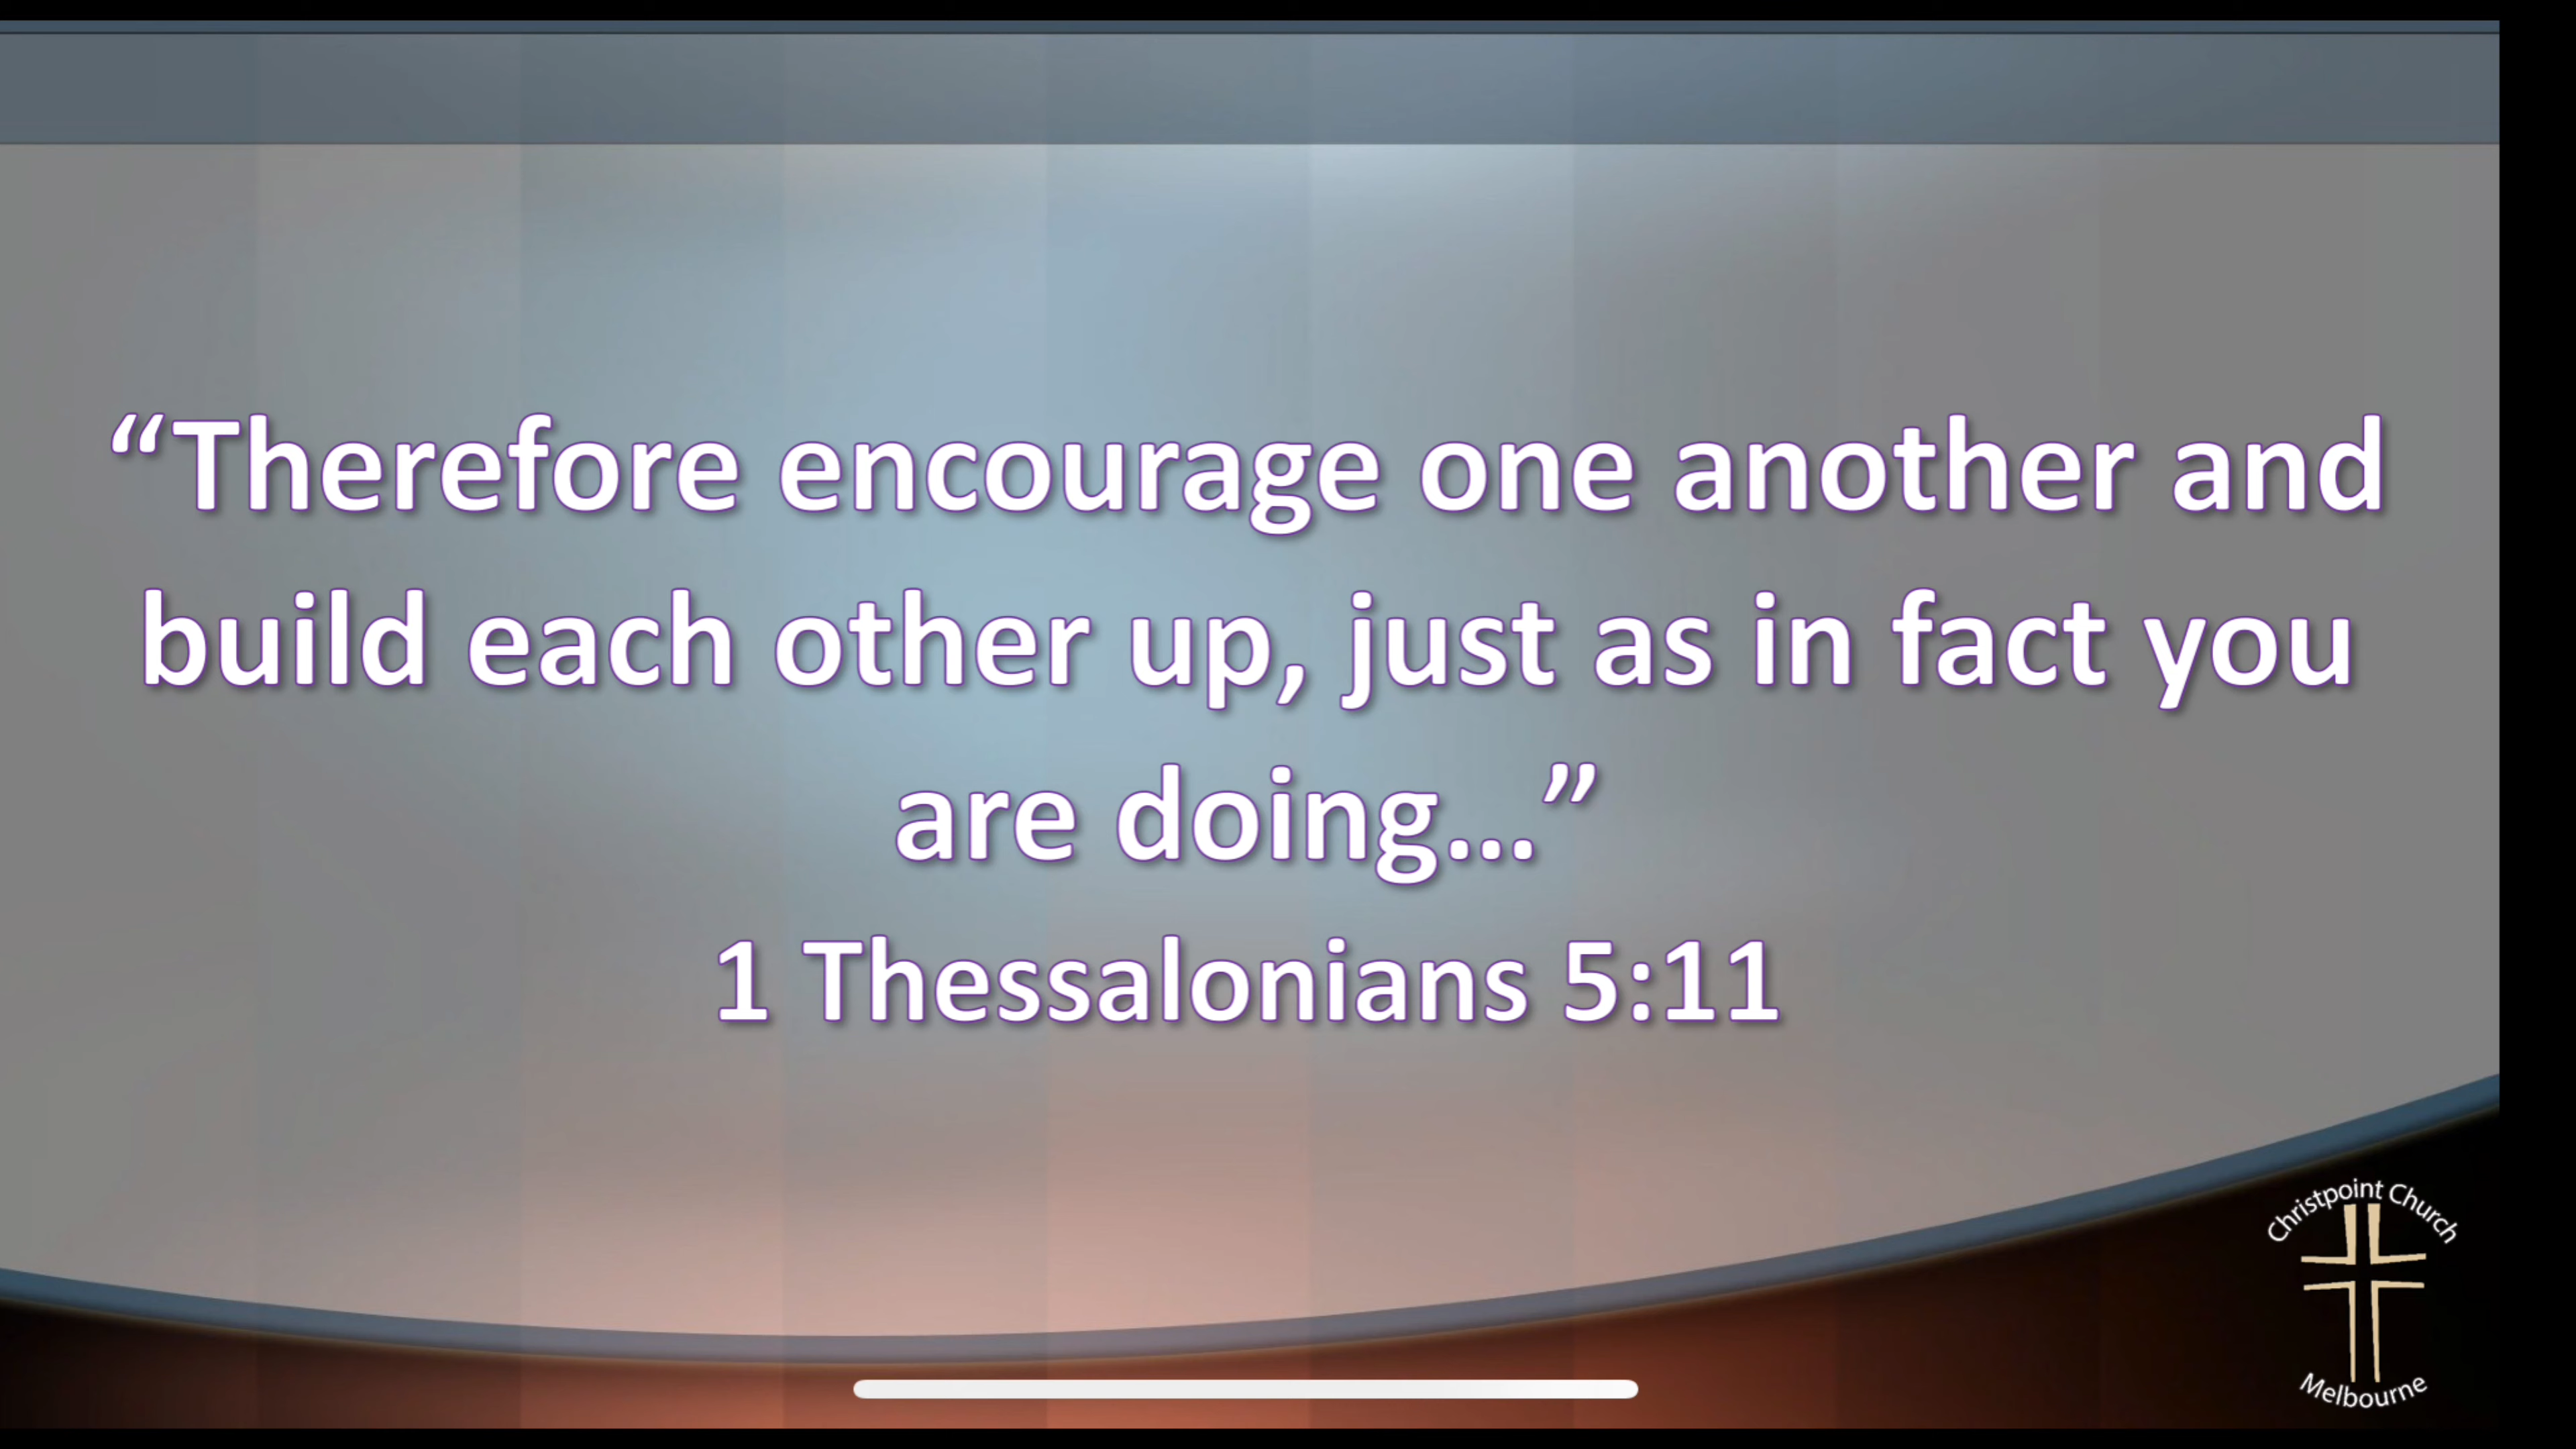 “Therefore encourage one another and
build each other up, just as in fact you
are doing...”
1 Thessalonians 5:11
Christpoint Church
Melbourne